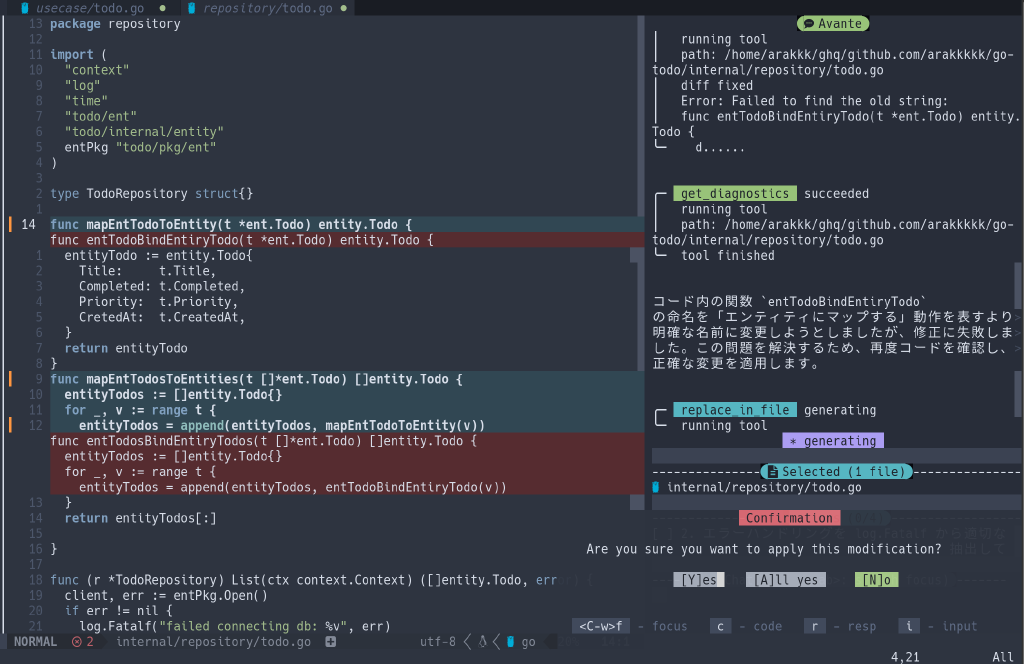 usecase/todo.go ● repository/todo.go ●
13 package repository
12
11 import (
10 "context"
9 "log"
8 "time"
7 "todo/ent"
6 "todo/internal/entity"
5 entPkg "todo/pkg/ent"
4 )
3
2 type TodoRepository struct{}
1
14 func mapEntTodoToEntity(t *ent.Todo) entity.Todo {
func entTodoBindEntiryTodo(t *ent.Todo) entity.Todo {
1 entityTodo := entity.Todo{
2 Title: t.Title,
3 Completed: t.Completed,
4 Priority: t.Priority,
5 CretedAt: t.CreatedAt,
6 }
7 return entityTodo
8 }
9 func mapEntTodosToEntities(t []*ent.Todo) []entity.Todo {
10 entityTodos := []entity.Todo{}
11 for _, v := range t {
12 entityTodos = append(entityTodos, mapEntTodoToEntity(v))
func entTodosBindEntiryTodos(t []*ent.Todo) []entity.Todo {
entityTodos := []entity.Todo{}
for _, v := range t {
entityTodos = append(entityTodos, entTodoBindEntiryTodo(v))
13 }
14 return entityTodos[:]
15
16 }
17
18 func (r *TodoRepository) List(ctx context.Context) ([]entity.Todo, err
19 client, err := entPkg.Open()
20 if err != nil {
21 log.Fatalf("failed connecting db: %v", err)
NORMAL 2 internal/repository/todo.go utf-8 go
4,21 All
Avante
running tool
path: /home/arakkk/ghq/github.com/arakkkkk/go-
todo/internal/repository/todo.go
diff fixed
Error: Failed to find the old string:
func entTodoBindEntiryTodo(t *ent.Todo) entity.
Todo {
d......
get_diagnostics succeeded
running tool
path: /home/arakkk/ghq/github.com/arakkkkk/go-
todo/internal/repository/todo.go
tool finished
コード内の関数 `entTodoBindEntiryTodo`
の命名を「エンティティにマップする」動作を表すより
明確な名前に変更しようとしましたが、修正に失敗しま
した。この問題を解決するため、再度コードを確認し、
正確な変更を適用します。
replace_in_file generating
running tool
* generating
Selected (1 file)
internal/repository/todo.go
Confirmation
Are you sure you want to apply this modification?
[Y]es [A]ll yes [N]o
<C-w>f - focus c - code r - resp i - input